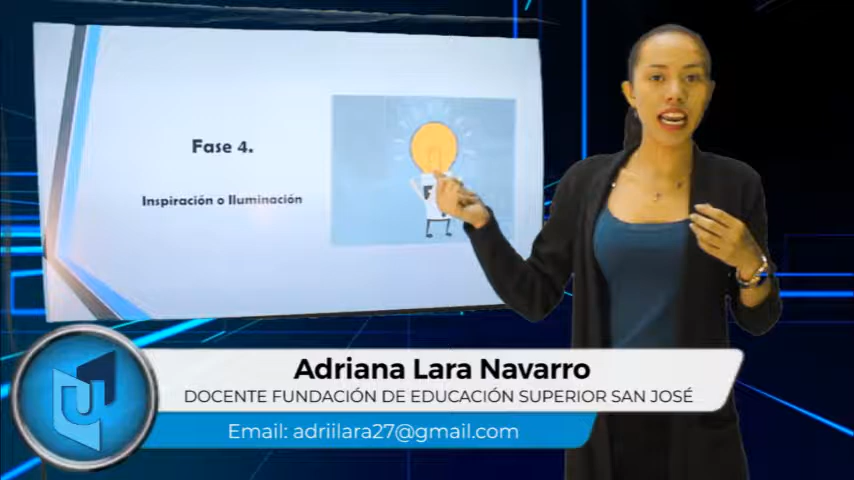 Fase 4.
Inspiración o Iluminación
Adriana Lara Navarro
DOCENTE FUNDACIÓN DE EDUCACIÓN SUPERIOR SAN JOSÉ
Email: adriilara27@gmail.com
U